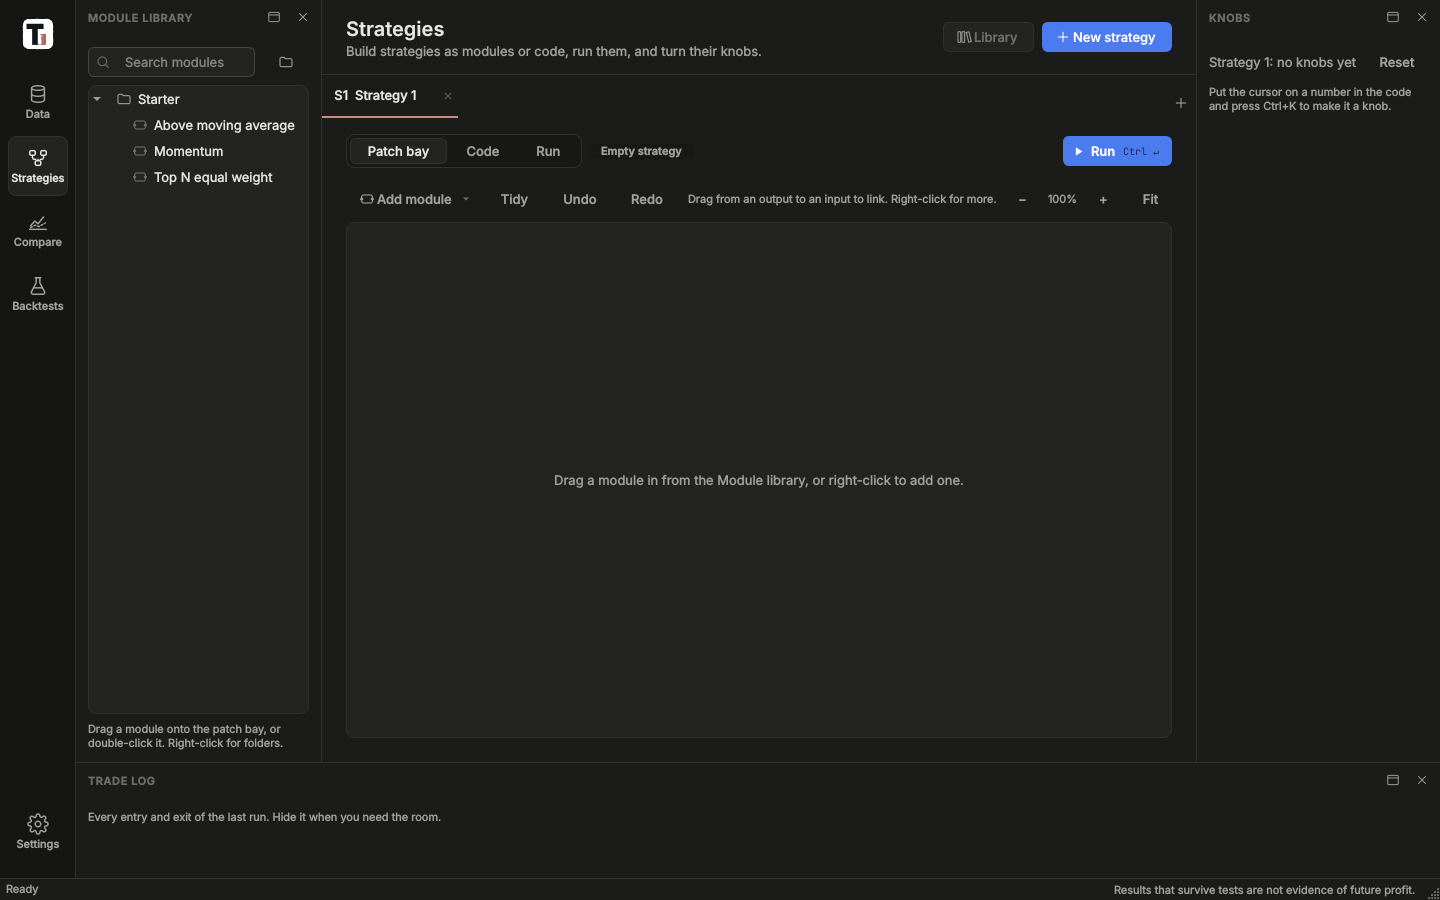 MODULE LIBRARY
Search modules
Starter
Above moving average
Momentum
Top N equal weight
Drag a module onto the patch bay, or
double-click it. Right-click for folders.
Data
Strategies
Compare
Backtests
Settings
Strategies
Build strategies as modules or code, run them, and turn their knobs.
Library
+ New strategy
S1 Strategy 1
Patch bay
Code
Run
Empty strategy
Run Ctrl ↵
Add module
Tidy
Undo
Redo
Drag from an output to an input to link. Right-click for more.
− 100% +
Fit
Drag a module in from the Module library, or right-click to add one.
KNOBS
Strategy 1: no knobs yet
Reset
Put the cursor on a number in the code
and press Ctrl+K to make it a knob.
TRADE LOG
Every entry and exit of the last run. Hide it when you need the room.
Ready
Results that survive tests are not evidence of future profit.